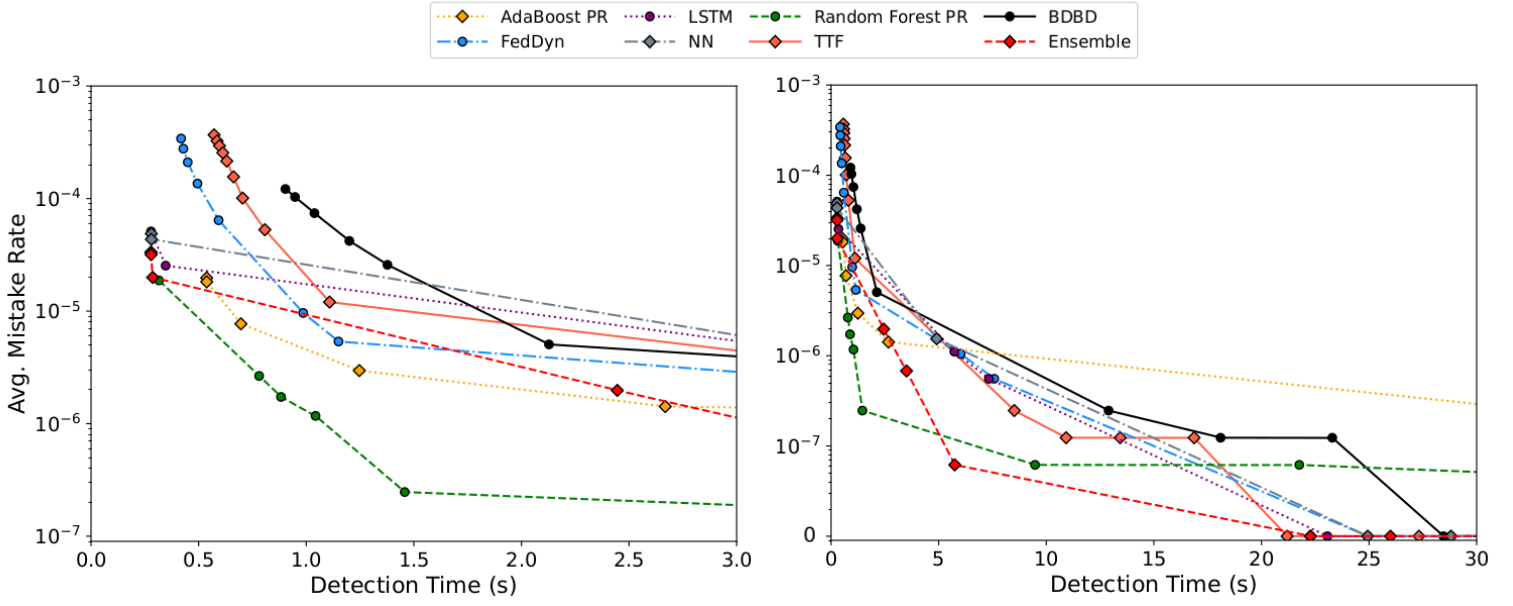 AdaBoost PR LSTM Random Forest PR BDBD
FedDyn NN TTF Ensemble
Avg. Mistake Rate
10⁻³
10⁻⁴
10⁻⁵
10⁻⁶
10⁻⁷
0.0 0.5 1.0 1.5 2.0 2.5 3.0
Detection Time (s)
10⁻³
10⁻⁴
10⁻⁵
10⁻⁶
10⁻⁷
0
0 5 10 15 20 25 30
Detection Time (s)